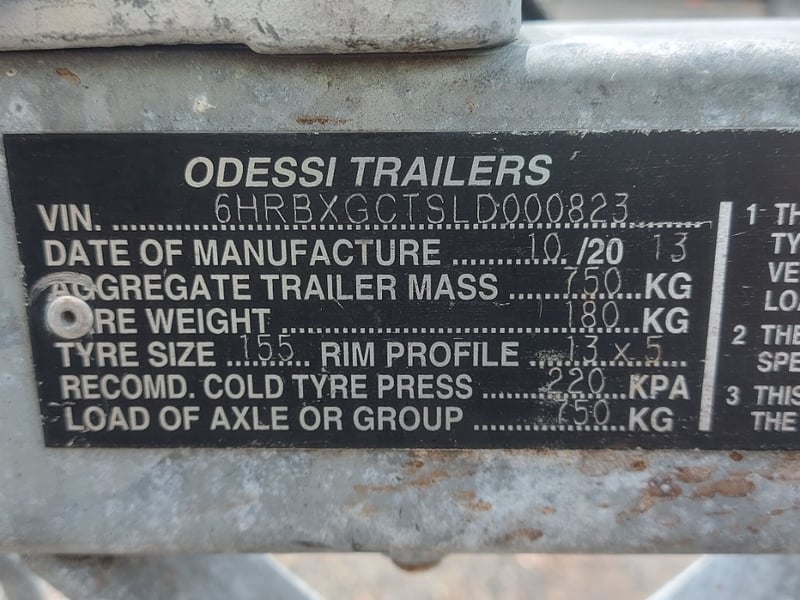 ODESSI TRAILERS
VIN. 6HRBXGCTSLD000823
DATE OF MANUFACTURE 10 /20 13
AGGREGATE TRAILER MASS 750 KG
RE WEIGHT 180 KG
TYRE SIZE 155 RIM PROFILE 13 x 5
RECOMD. COLD TYRE PRESS 220 KPA
LOAD OF AXLE OR GROUP 750 KG
1 TH
TY
VE
LO
2 THE
SPE
3 THIS
THE